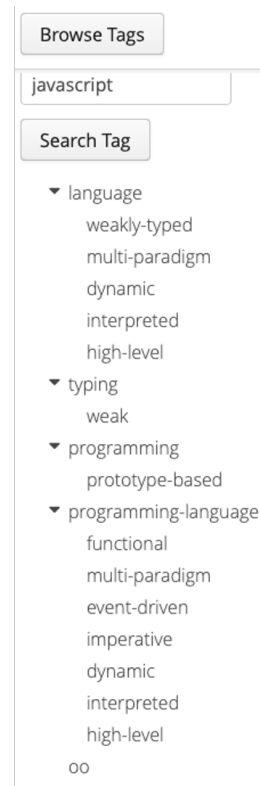 Browse Tags
javascript
Search Tag
language
weakly-typed
multi-paradigm
dynamic
interpreted
high-level
typing
weak
programming
prototype-based
programming-language
functional
multi-paradigm
event-driven
imperative
dynamic
interpreted
high-level
oo